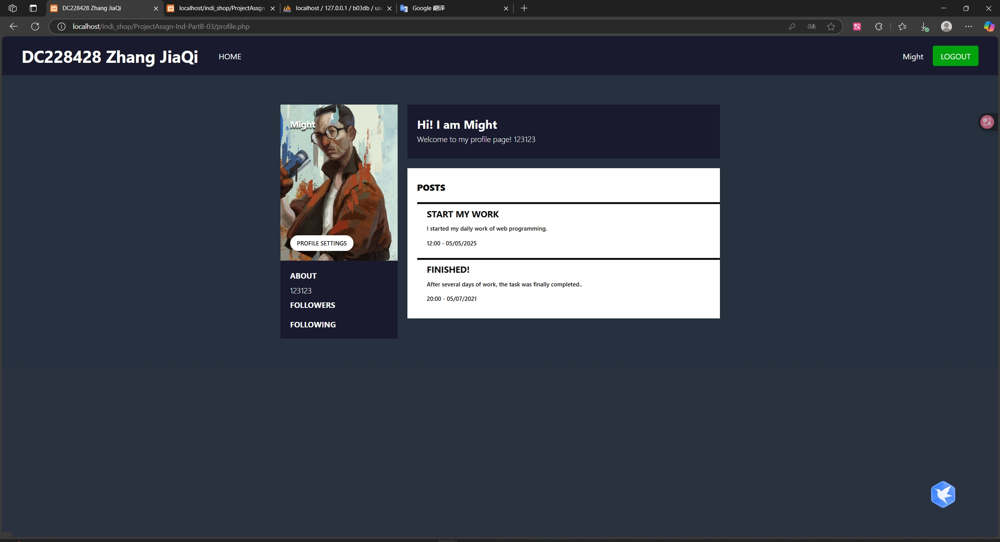 DC228428 Zhang JiaQi
localhost/indi_shop/ProjectAssgn-
localhost / 127.0.0.1 / b03db / use
Google 翻译
localhost/indi_shop/ProjectAssgn-Ind-PartB-03/profile.php
DC228428 Zhang JiaQi
HOME
Might
LOGOUT
Might
PROFILE SETTINGS
ABOUT
123123
FOLLOWERS
FOLLOWING
Hi! I am Might
Welcome to my profile page! 123123
POSTS
START MY WORK
I started my daily work of web programming.
12:00 - 05/05/2025
FINISHED!
After several days of work, the task was finally completed..
20:00 - 05/07/2021